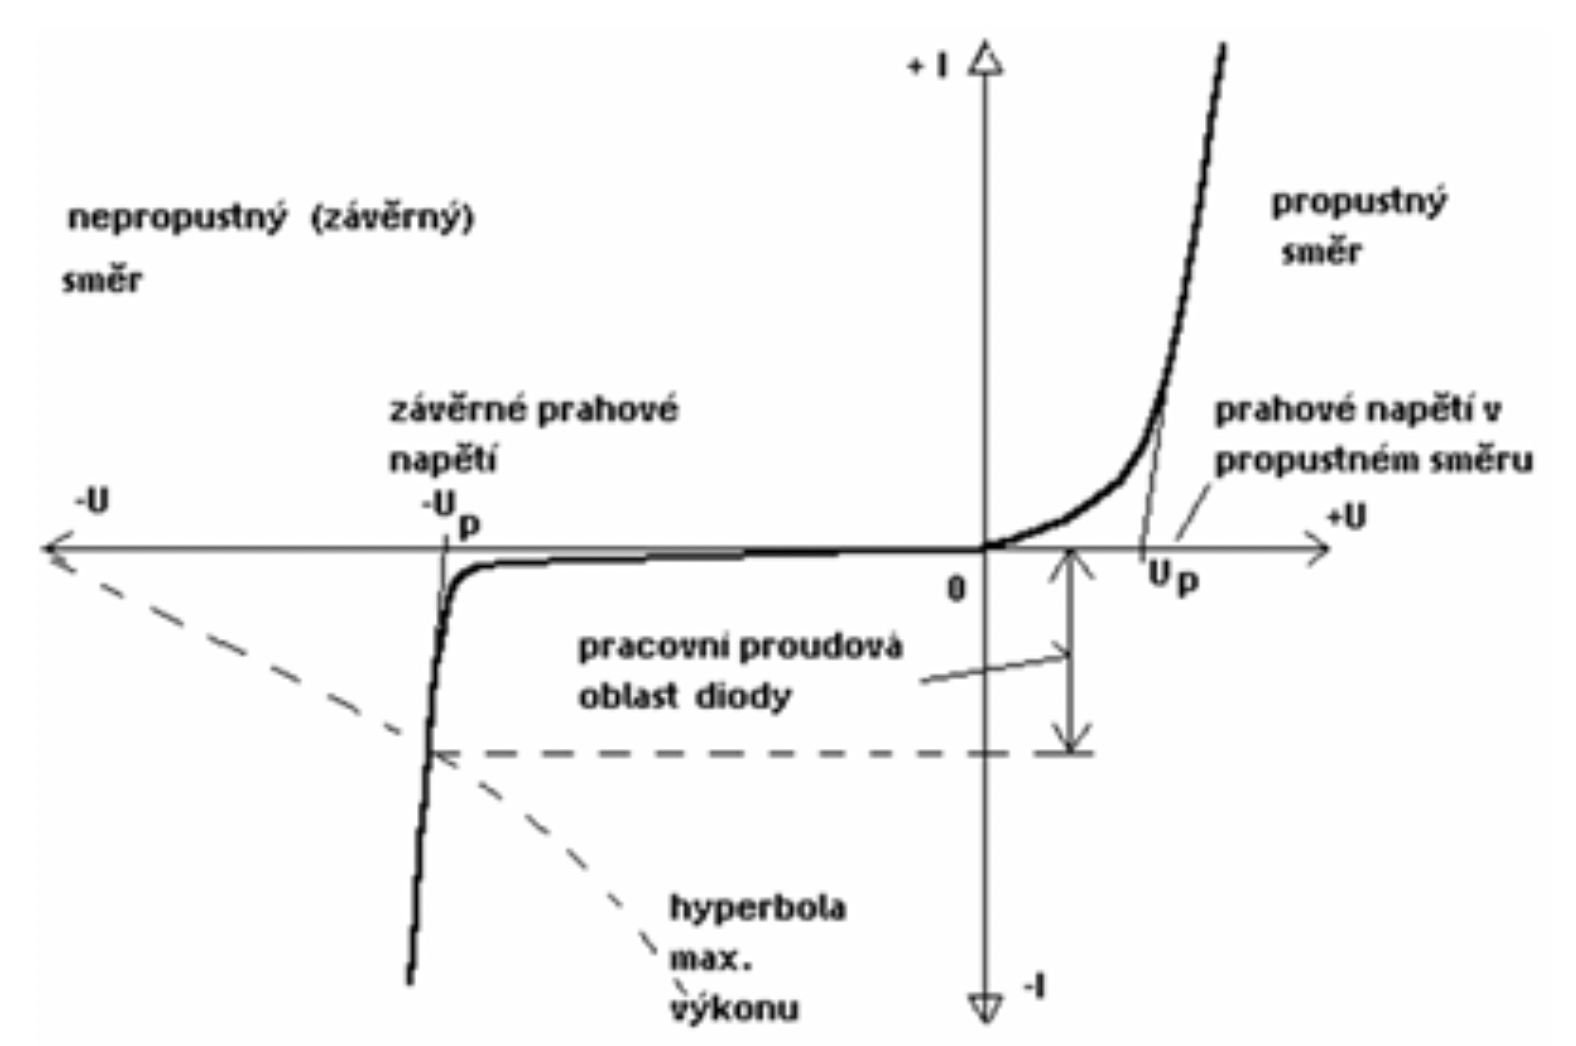 + I
nepropustný (závěrný)
směr
propustný
směr
závěrné prahové
napětí
prahové napětí v
propustném směru
-U
-Up
+U
0
Up
pracovní proudová
oblast diody
hyperbola
max.
výkonu
-I